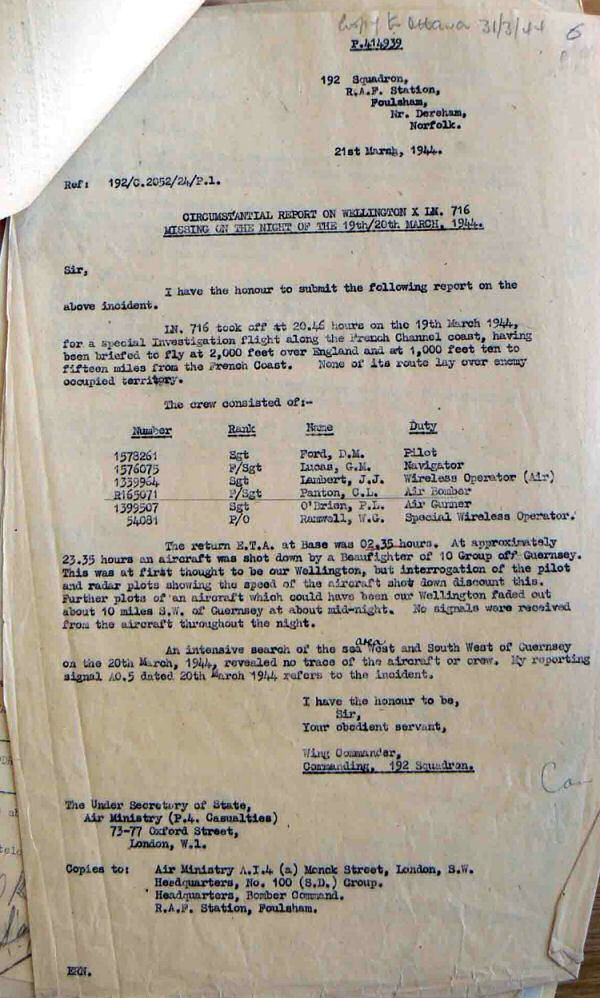 Copy to Ottawa 31/3/44
6
P.414939
192 Squadron,
R.A.F. Station,
Foulsham,
Nr. Dereham,
Norfolk.
21st March, 1944.
Ref: 192/C.2052/24/P.1.
CIRCUMSTANTIAL REPORT ON WELLINGTON X LN. 716
MISSING ON THE NIGHT OF THE 19th/20th MARCH, 1944.
Sir,
I have the honour to submit the following report on the
above incident.
LN. 716 took off at 20.46 hours on the 19th March 1944,
for a special Investigation flight along the French Channel coast, having
been briefed to fly at 2,000 feet over England and at 1,000 feet ten to
fifteen miles from the French Coast. None of its route lay over enemy
occupied territory.
The crew consisted of:-
Number Rank Name Duty
1578261 Sgt Ford, D.M. Pilot
1576075 F/Sgt Lucas, G.M. Navigator
1339964 Sgt Lambert, J.J. Wireless Operator (Air)
R165071 F/Sgt Panton, C.L. Air Bomber
1399507 Sgt O'Brien, P.L. Air Gunner
54081 P/O Ramwell, W.G. Special Wireless Operator.
The return E.T.A. at Base was 02.35 hours. At approximately
23.35 hours an aircraft was shot down by a Beaufighter of 10 Group off Guernsey.
This was at first thought to be our Wellington, but interrogation of the pilot
and radar plots showing the speed of the aircraft shot down discount this.
Further plots of an aircraft which could have been our Wellington faded out
about 10 miles S.W. of Guernsey at about mid-night. No signals were received
from the aircraft throughout the night.
An intensive search of the sea area West and South West of Guernsey
on the 20th March, 1944, revealed no trace of the aircraft or crew. My reporting
signal AO.5 dated 20th March 1944 refers to the incident.
I have the honour to be,
Sir,
Your obedient servant,
Wing Commander,
Commanding, 192 Squadron.
The Under Secretary of State,
Air Ministry (P.4. Casualties)
73-77 Oxford Street,
London, W.1.
Copies to: Air Ministry A.I.4 (a) Monck Street, London, S.W.
Headquarters, No. 100 (S.D.) Group.
Headquarters, Bomber Command.
R.A.F. Station, Foulsham.
ERN.